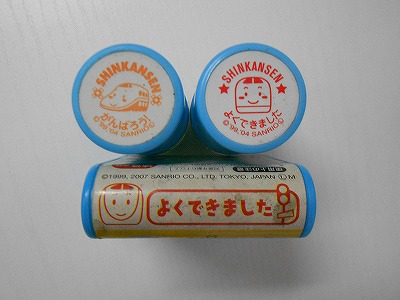 SHINKANSEN
がんばろう!
©'99,'04 SANRIO
SHINKANSEN
よくできました
©'99,'04 SANRIO
©1999, 2007 SANRIO CO., LTD. TOKYO, JAPAN Ⓛ M
よくできました